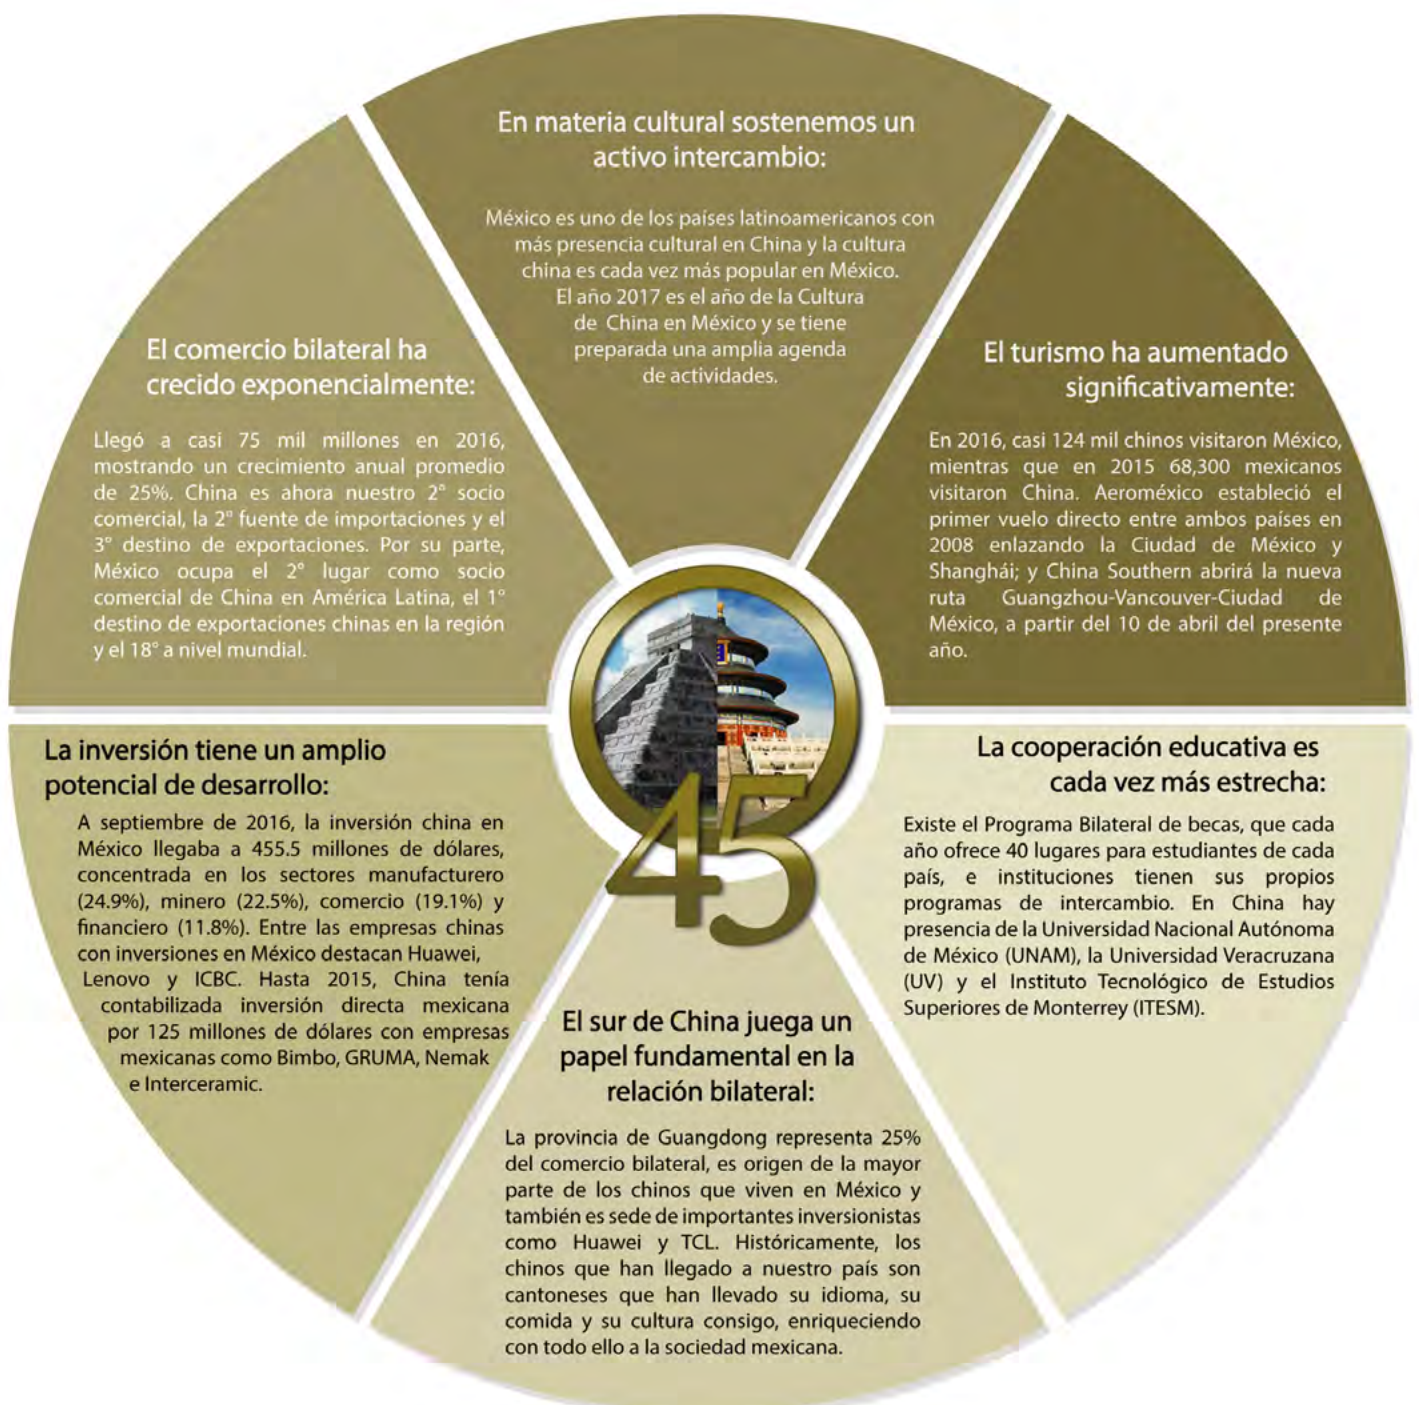 En materia cultural sostenemos un
activo intercambio:
México es uno de los países latinoamericanos con
más presencia cultural en China y la cultura
china es cada vez más popular en México.
El año 2017 es el año de la Cultura
de China en México y se tiene
preparada una amplia agenda
de actividades.
El comercio bilateral ha
crecido exponencialmente:
Llegó a casi 75 mil millones en 2016,
mostrando un crecimiento anual promedio
de 25%. China es ahora nuestro 2° socio
comercial, la 2ª fuente de importaciones y el
3° destino de exportaciones. Por su parte,
México ocupa el 2° lugar como socio
comercial de China en América Latina, el 1°
destino de exportaciones chinas en la región
y el 18° a nivel mundial.
El turismo ha aumentado
significativamente:
En 2016, casi 124 mil chinos visitaron México,
mientras que en 2015 68,300 mexicanos
visitaron China. Aeroméxico estableció el
primer vuelo directo entre ambos países en
2008 enlazando la Ciudad de México y
Shanghái; y China Southern abrirá la nueva
ruta Guangzhou-Vancouver-Ciudad de
México, a partir del 10 de abril del presente
año.
La inversión tiene un amplio
potencial de desarrollo:
A septiembre de 2016, la inversión china en
México llegaba a 455.5 millones de dólares,
concentrada en los sectores manufacturero
(24.9%), minero (22.5%), comercio (19.1%) y
financiero (11.8%). Entre las empresas chinas
con inversiones en México destacan Huawei,
Lenovo y ICBC. Hasta 2015, China tenía
contabilizada inversión directa mexicana
por 125 millones de dólares con empresas
mexicanas como Bimbo, GRUMA, Nemak
e Interceramic.
45
La cooperación educativa es
cada vez más estrecha:
Existe el Programa Bilateral de becas, que cada
año ofrece 40 lugares para estudiantes de cada
país, e instituciones tienen sus propios
programas de intercambio. En China hay
presencia de la Universidad Nacional Autónoma
de México (UNAM), la Universidad Veracruzana
(UV) y el Instituto Tecnológico de Estudios
Superiores de Monterrey (ITESM).
El sur de China juega un
papel fundamental en la
relación bilateral:
La provincia de Guangdong representa 25%
del comercio bilateral, es origen de la mayor
parte de los chinos que viven en México y
también es sede de importantes inversionistas
como Huawei y TCL. Históricamente, los
chinos que han llegado a nuestro país son
cantoneses que han llevado su idioma, su
comida y su cultura consigo, enriqueciendo
con todo ello a la sociedad mexicana.